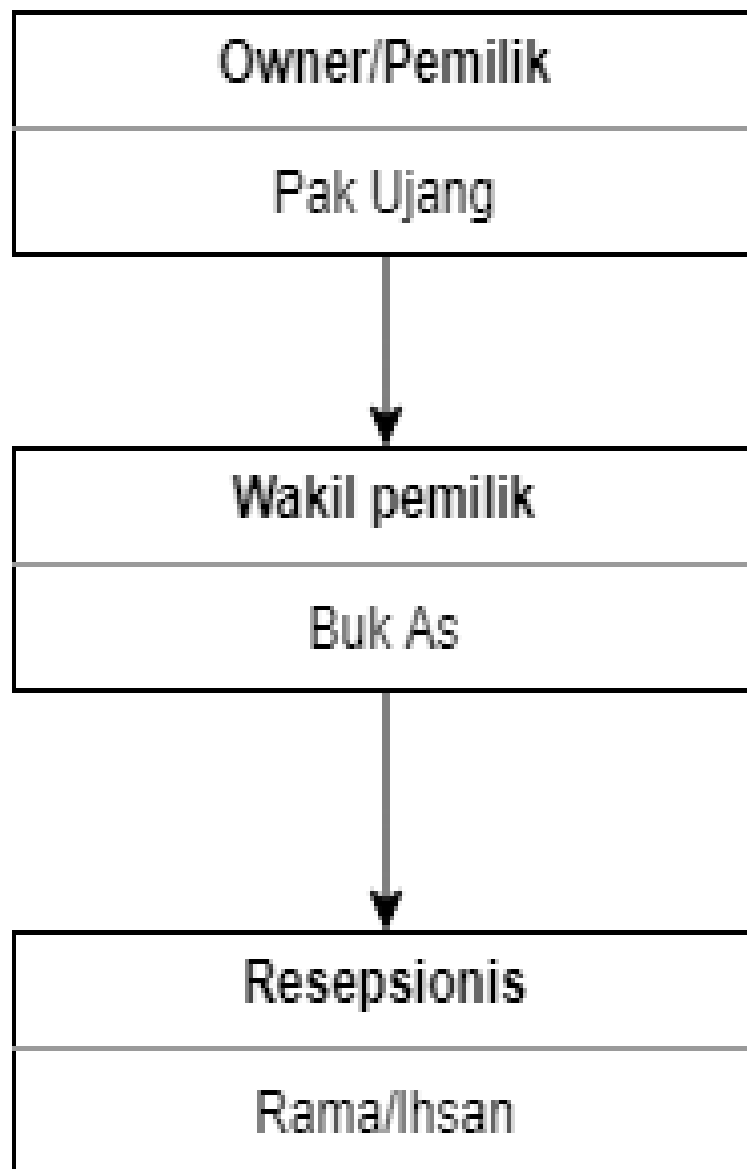 Owner/Pemilik
Pak Ujang
Wakil pemilik
Buk As
Resepsionis
Rama/Ihsan